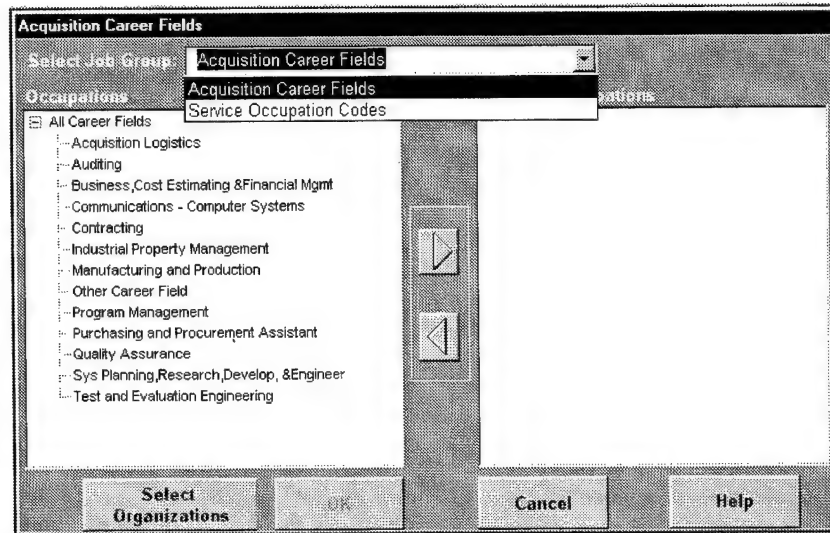 Acquisition Career Fields
Select Job Group: Acquisition Career Fields
Acquisition Career Fields
Service Occupation Codes
Occupations
All Career Fields
Acquisition Logistics
Auditing
Business,Cost Estimating &Financial Mgmt
Communications - Computer Systems
Contracting
Industrial Property Management
Manufacturing and Production
Other Career Field
Program Management
Purchasing and Procurement Assistant
Quality Assurance
Sys Planning,Research,Develop, &Engineer
Test and Evaluation Engineering
Select
Organizations
OK
Cancel
Help